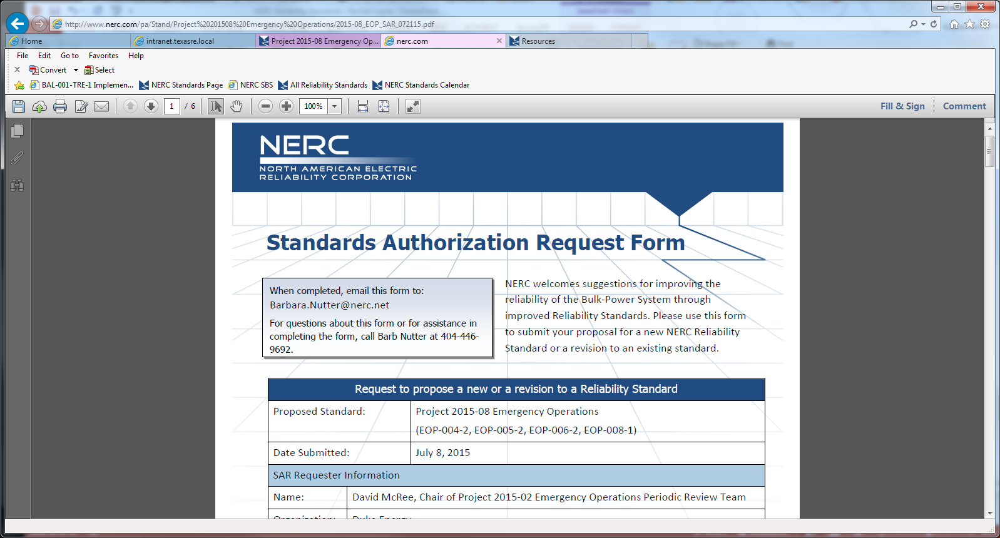 http://www.nerc.com/pa/Stand/Project%20201508%20Emergency%20Operations/2015-08_EOP_SAR_072115.pdf
Home
intranet.texasre.local
Project 2015-08 Emergency Op...
nerc.com
Resources
File Edit Go to Favorites Help
Convert Select
BAL-001-TRE-1 Implemen... NERC Standards Page NERC SBS All Reliability Standards NERC Standards Calendar
1 / 6 100% Fill & Sign Comment
NERC
NORTH AMERICAN ELECTRIC
RELIABILITY CORPORATION
Standards Authorization Request Form
When completed, email this form to:
Barbara.Nutter@nerc.net
For questions about this form or for assistance in
completing the form, call Barb Nutter at 404-446-
9692.
NERC welcomes suggestions for improving the
reliability of the Bulk-Power System through
improved Reliability Standards. Please use this form
to submit your proposal for a new NERC Reliability
Standard or a revision to an existing standard.
Request to propose a new or a revision to a Reliability Standard
Proposed Standard: Project 2015-08 Emergency Operations
(EOP-004-2, EOP-005-2, EOP-006-2, EOP-008-1)
Date Submitted: July 8, 2015
SAR Requester Information
Name: David McRee, Chair of Project 2015-02 Emergency Operations Periodic Review Team
Organization: Duke Energy